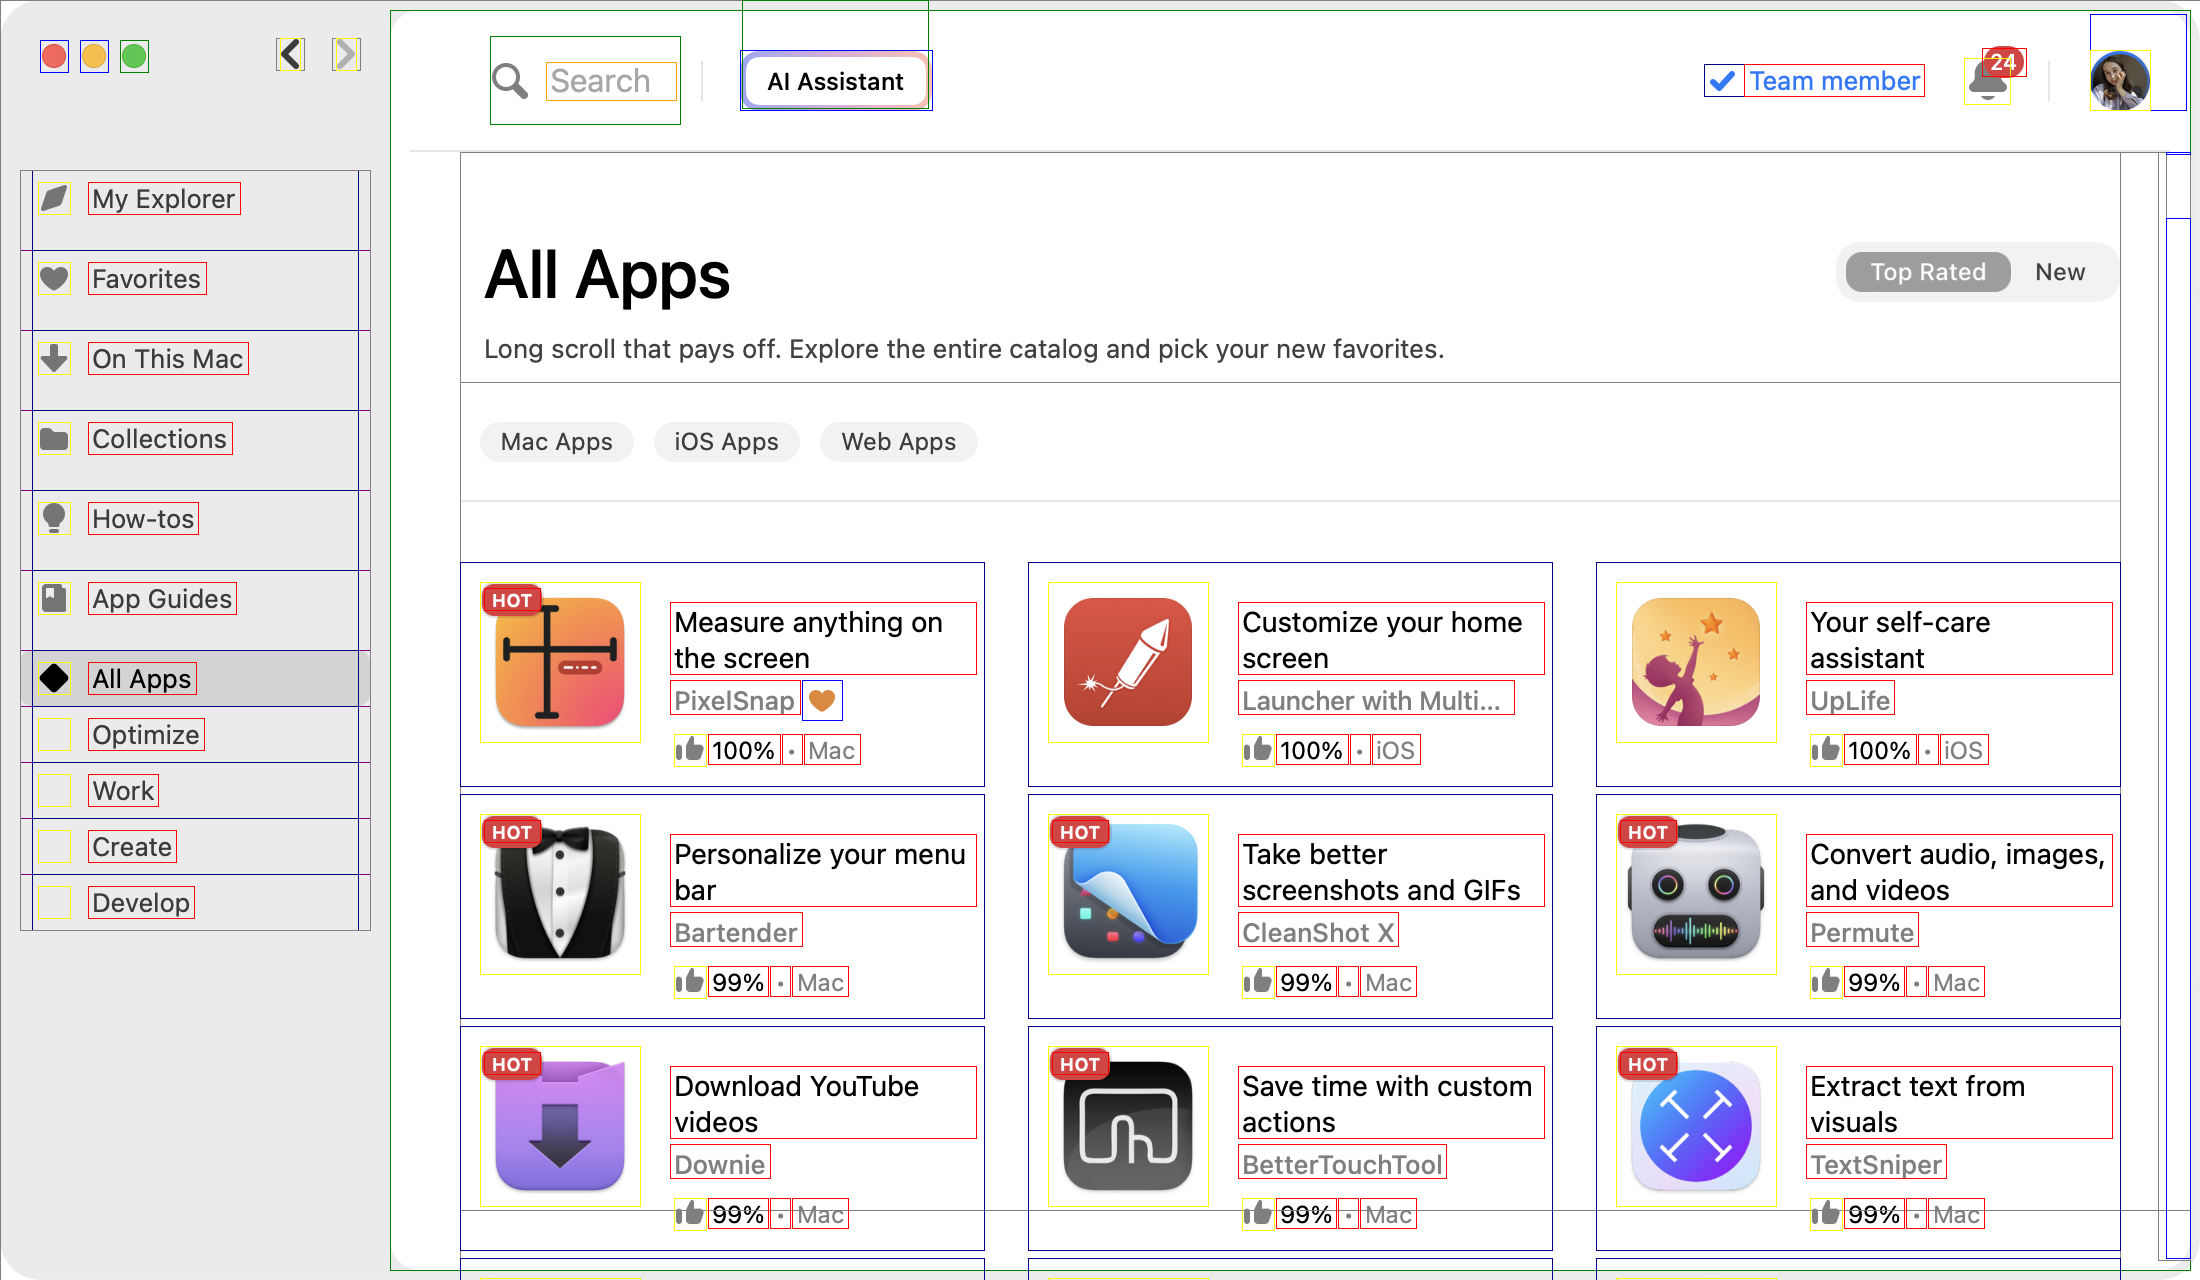 Search
AI Assistant
Team member
24
My Explorer
Favorites
On This Mac
Collections
How-tos
App Guides
All Apps
Optimize
Work
Create
Develop
All Apps
Top Rated
New
Long scroll that pays off. Explore the entire catalog and pick your new favorites.
Mac Apps
iOS Apps
Web Apps
HOT
Measure anything on
the screen
PixelSnap
100% • Mac
Customize your home
screen
Launcher with Multi...
100% • iOS
Your self-care
assistant
UpLife
100% • iOS
HOT
Personalize your menu
bar
Bartender
99% • Mac
HOT
Take better
screenshots and GIFs
CleanShot X
99% • Mac
HOT
Convert audio, images,
and videos
Permute
99% • Mac
HOT
Download YouTube
videos
Downie
99% • Mac
HOT
Save time with custom
actions
BetterTouchTool
99% • Mac
HOT
Extract text from
visuals
TextSniper
99% • Mac